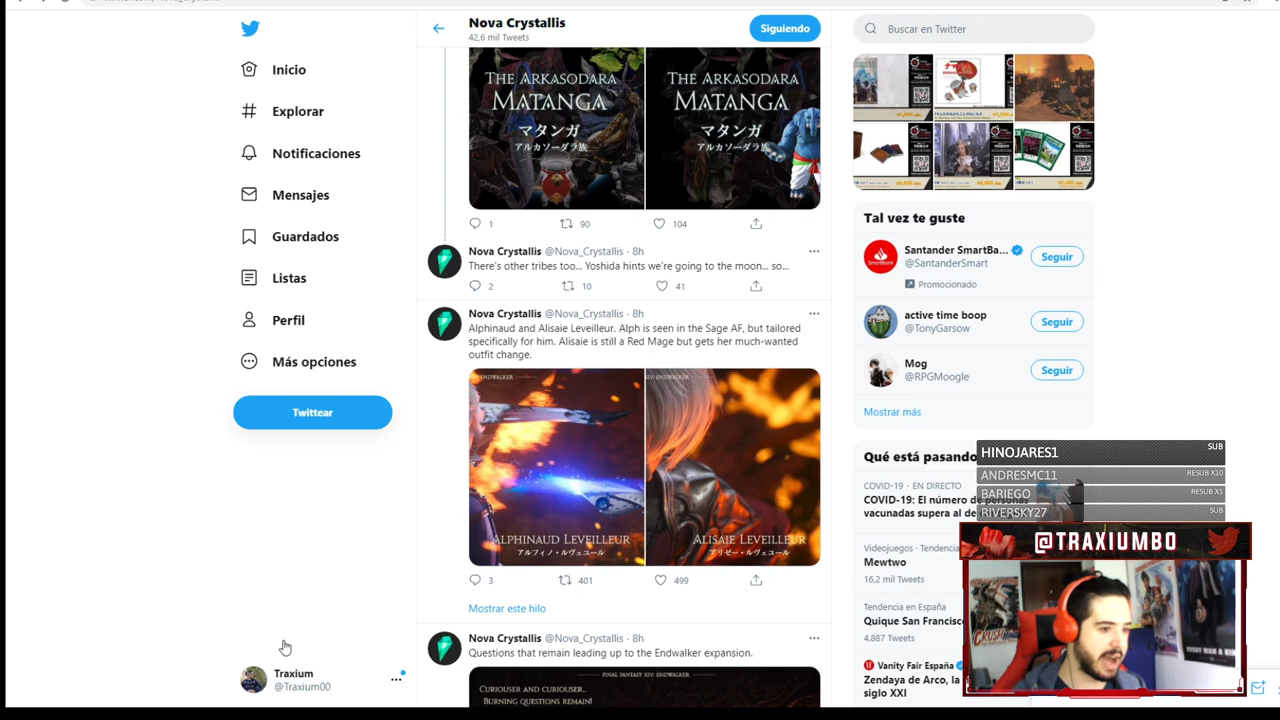 Inicio
Explorar
Notificaciones
Mensajes
Guardados
Listas
Perfil
Más opciones
Twittear
Traxium
@Traxium00
Nova Crystallis
42,6 mil Tweets
Siguiendo
THE ARKASODARA
MATANGA
マタンガ
アルカソーダラ族
THE ARKASODARA
MATANGA
マタンガ
アルカソーダラ族
1
90
104
Nova Crystallis @Nova_Crystallis · 8h
There's other tribes too... Yoshida hints we're going to the moon... so...
2
10
41
Nova Crystallis @Nova_Crystallis · 8h
Alphinaud and Alisaie Leveilleur. Alph is seen in the Sage AF, but tailored
specifically for him. Alisaie is still a Red Mage but gets her much-wanted
outfit change.
ENDWALKER
XIV: ENDWALKER
ALPHINAUD LEVEILLEUR
アルフィノ・ルヴェユール
ALISAIE LEVEILLEUR
アリゼー・ルヴェユール
3
401
499
Mostrar este hilo
Nova Crystallis @Nova_Crystallis · 8h
Questions that remain leading up to the Endwalker expansion.
FINAL FANTASY XIV: ENDWALKER
CURIOUSER AND CURIOUSER...
BURNING QUESTIONS REMAIN!
Buscar en Twitter
Tal vez te guste
Santander SmartBa...
@SantanderSmart
Seguir
Promocionado
active time boop
@TonyGarsow
Seguir
Mog
@RPGMoogle
Seguir
Mostrar más
Qué está pasando
COVID-19 · EN DIRECTO
COVID-19: El número de personas
vacunadas supera al de
Videojuegos · Tendencia
Mewtwo
16,2 mil Tweets
Tendencia en España
Quique San Francisco
4.887 Tweets
Vanity Fair España
Zendaya de Arco, la
siglo XXI
HINOJARES1 SUB
ANDRESMC11 RESUB X10
BARIEGO RESUB X5
RIVERSKY27 SUB
@TRAXIUMBO